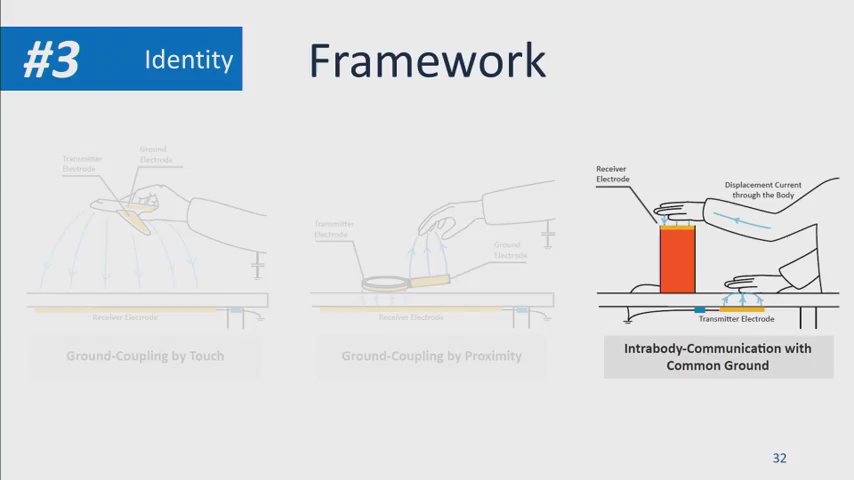 #3 Identity
Framework
Transmitter
Electrode
Ground
Electrode
Receiver Electrode
Ground-Coupling by Touch
Transmitter
Electrode
Ground
Electrode
Receiver Electrode
Ground-Coupling by Proximity
Receiver
Electrode
Displacement Current
through the Body
Transmitter Electrode
Intrabody-Communication with
Common Ground
32